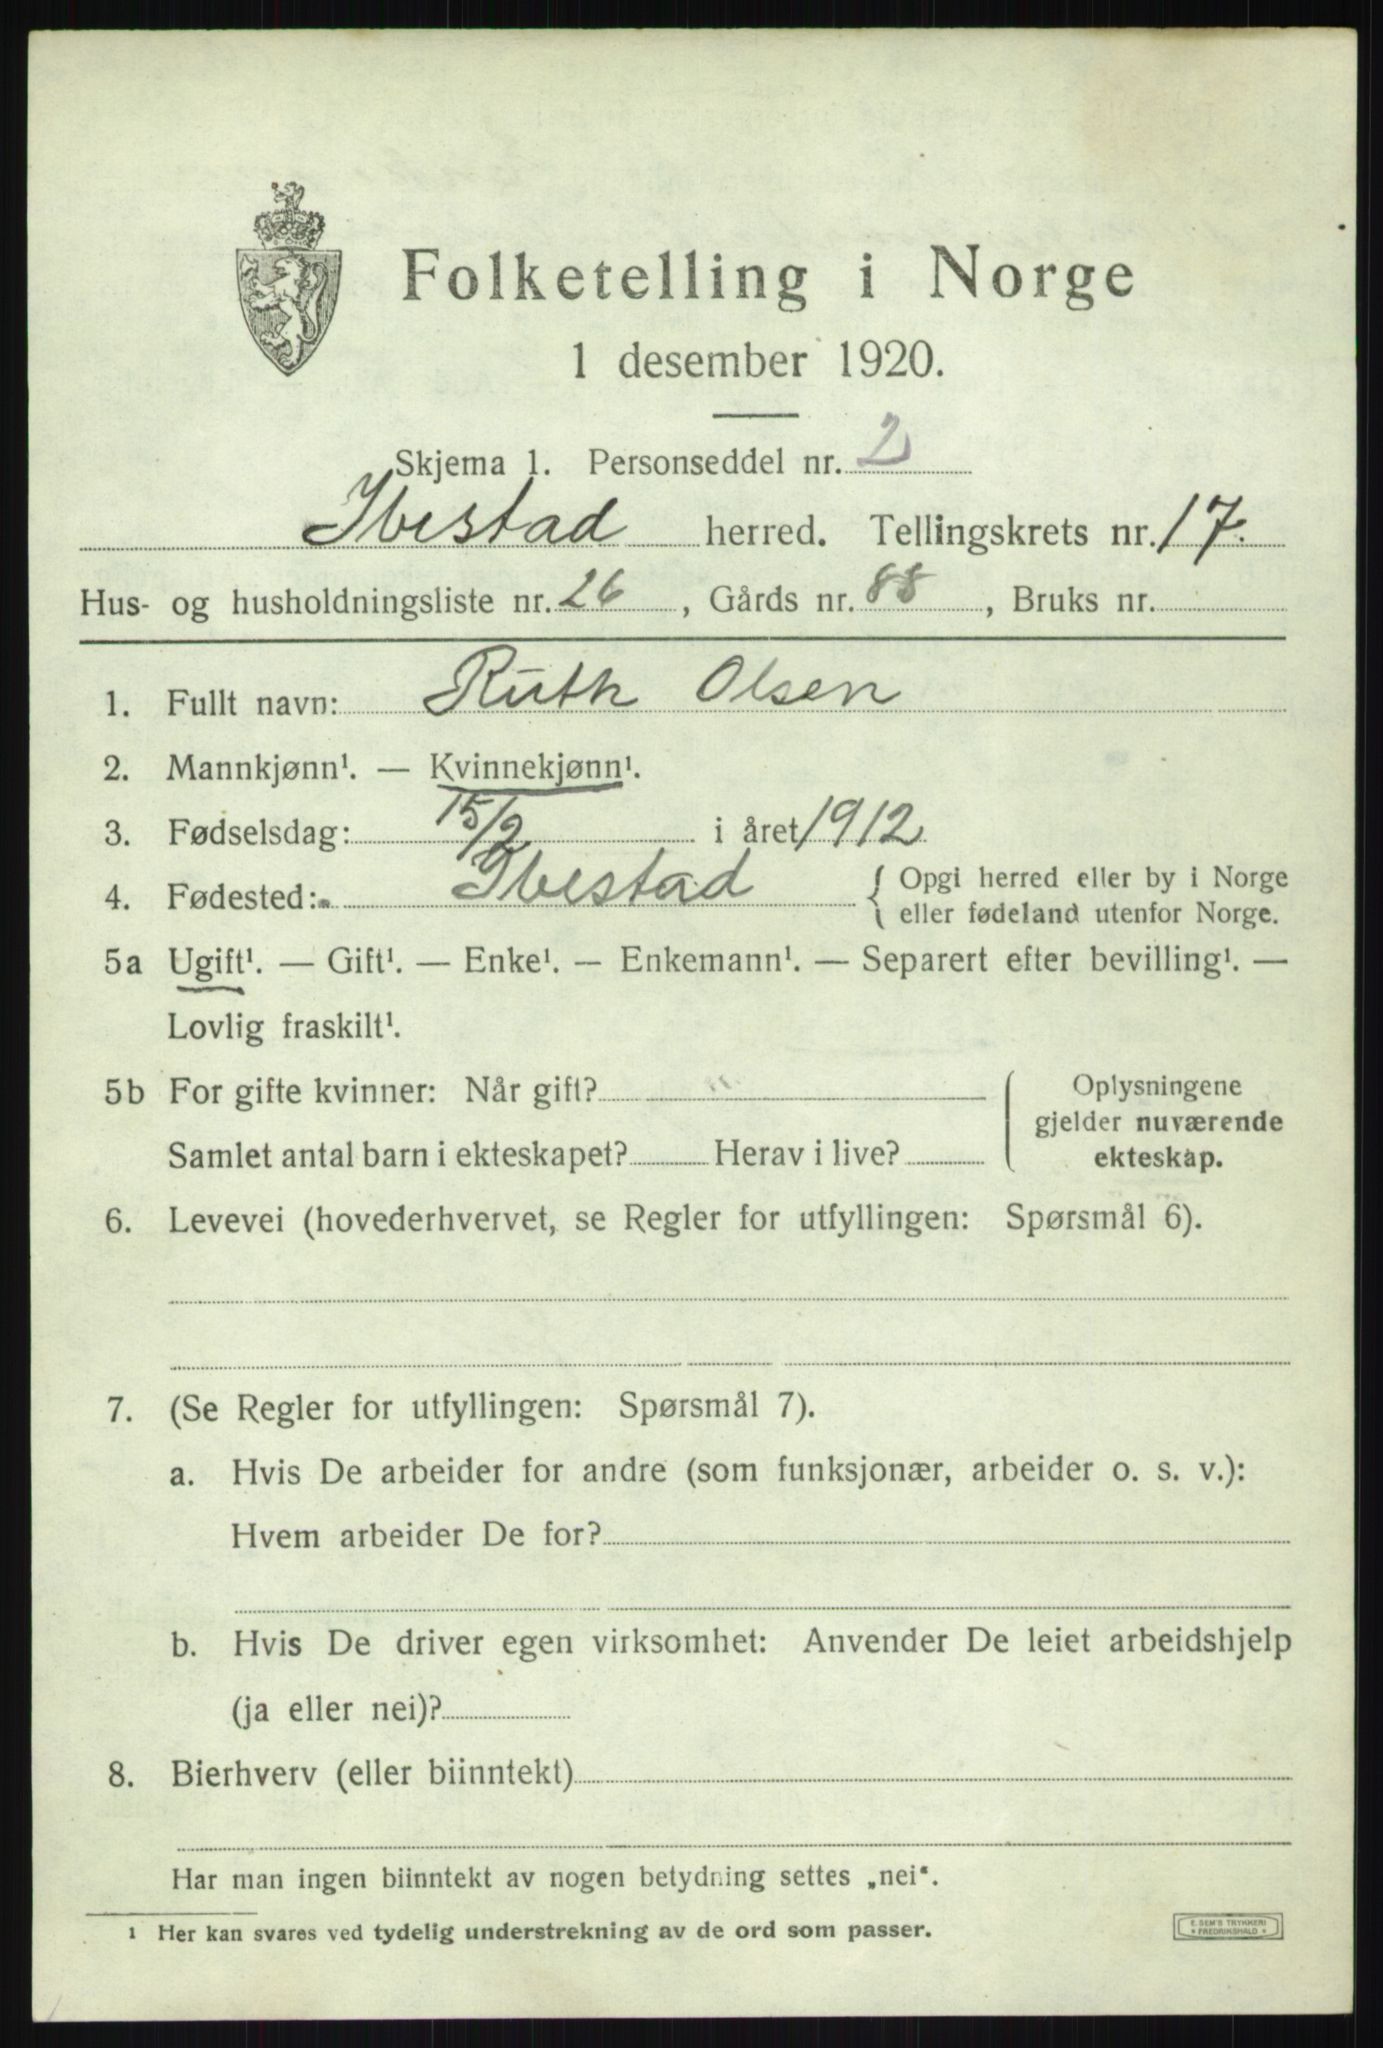 Folketelling i Norge
1 desember 1920.
Skjema 1. Personseddel nr. 2
Ibestad herred. Tellingskrets nr. 17.
Hus- og husholdningsliste nr. 26, Gårds nr. 88, Bruks nr.
1. Fullt navn: Ruth Olsen
2. Mannkjønn¹. — Kvinnekjønn¹.
3. Fødselsdag: 15/2 i året 1912
4. Fødested: Ibestad { Opgi herred eller by i Norge
eller fødeland utenfor Norge.
5a Ugift¹. — Gift¹. — Enke¹. — Enkemann¹. — Separert efter bevilling¹. —
Lovlig fraskilt¹.
5b For gifte kvinner: Når gift? Oplysningene
gjelder nuværende
Samlet antal barn i ekteskapet? Herav i live? ekteskap.
6. Levevei (hovederhvervet, se Regler for utfyllingen: Spørsmål 6).
7. (Se Regler for utfyllingen: Spørsmål 7).
a. Hvis De arbeider for andre (som funksjonær, arbeider o. s. v.):
Hvem arbeider De for?
b. Hvis De driver egen virksomhet: Anvender De leiet arbeidshjelp
(ja eller nei)?
8. Bierhverv (eller biinntekt)
Har man ingen biinntekt av nogen betydning settes „nei“.
¹ Her kan svares ved tydelig understrekning av de ord som passer.
E. SEM'S TRYKKERI
* FREDRIKSHALD *